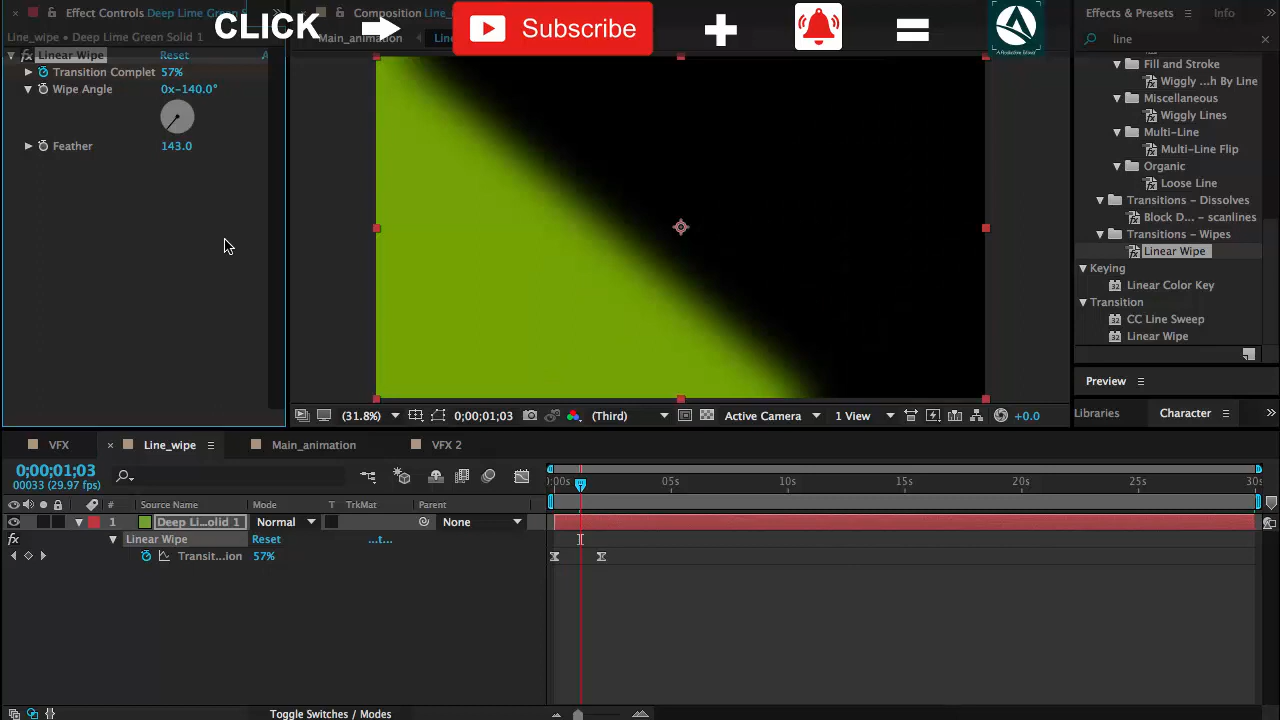 CLICK Subscribe + =
A Productive Editor
Effect Controls Deep Lime Green S
Line_wipe • Deep Lime Green Solid 1
Linear Wipe Reset A
Transition Complet 57%
Wipe Angle 0x-140.0°
Feather 143.0
Composition Line_
Main_animation
(31.8%) 0;00;01;03 (Third) Active Camera 1 View +0.0
Effects & Presets Info
line
Fill and Stroke
Wiggly ...h By Line
Miscellaneous
Wiggly Lines
Multi-Line
Multi-Line Flip
Organic
Loose Line
Transitions - Dissolves
Block D... - scanlines
Transitions - Wipes
Linear Wipe
Keying
Linear Color Key
Transition
CC Line Sweep
Linear Wipe
Preview
Libraries Character
VFX Line_wipe Main_animation VFX 2
0;00;01;03
00033 (29.97 fps)
:00s 05s 10s 15s 20s 25s 30s
# Source Name Mode T TrkMat Parent
1 Deep Li...olid 1 Normal None
Linear Wipe Reset ...t...
Transit...ion 57%
Toggle Switches / Modes